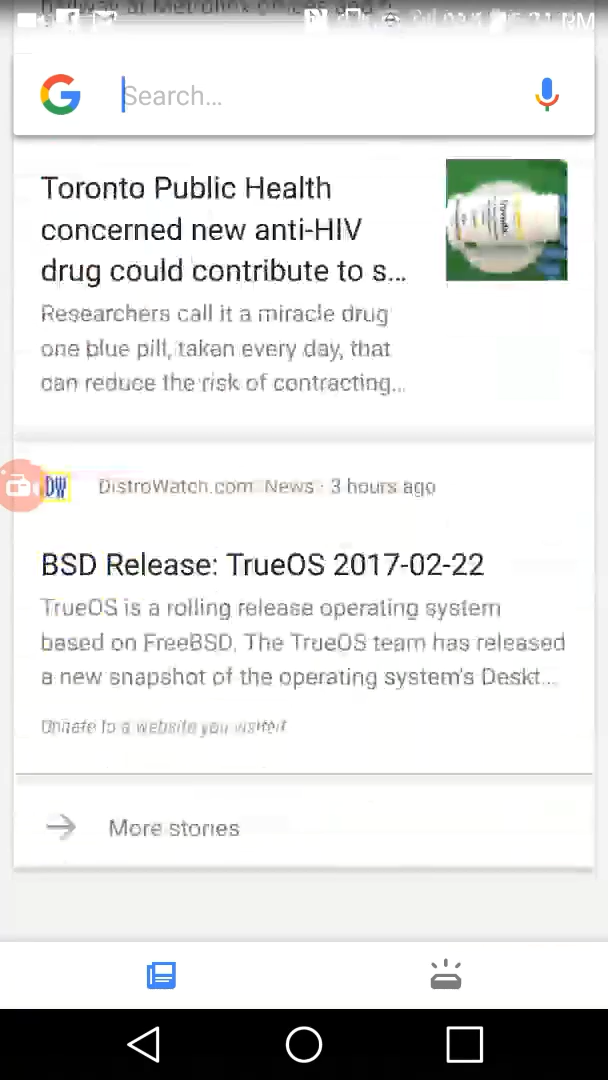 Search...
Toronto Public Health
concerned new anti-HIV
drug could contribute to s...
Researchers call it a miracle drug
one blue pill, taken every day, that
can reduce the risk of contracting...
DW DistroWatch.com: News · 3 hours ago
BSD Release: TrueOS 2017-02-22
TrueOS is a rolling release operating system
based on FreeBSD. The TrueOS team has released
a new snapshot of the operating system's Deskt...
Update to a website you visited
More stories